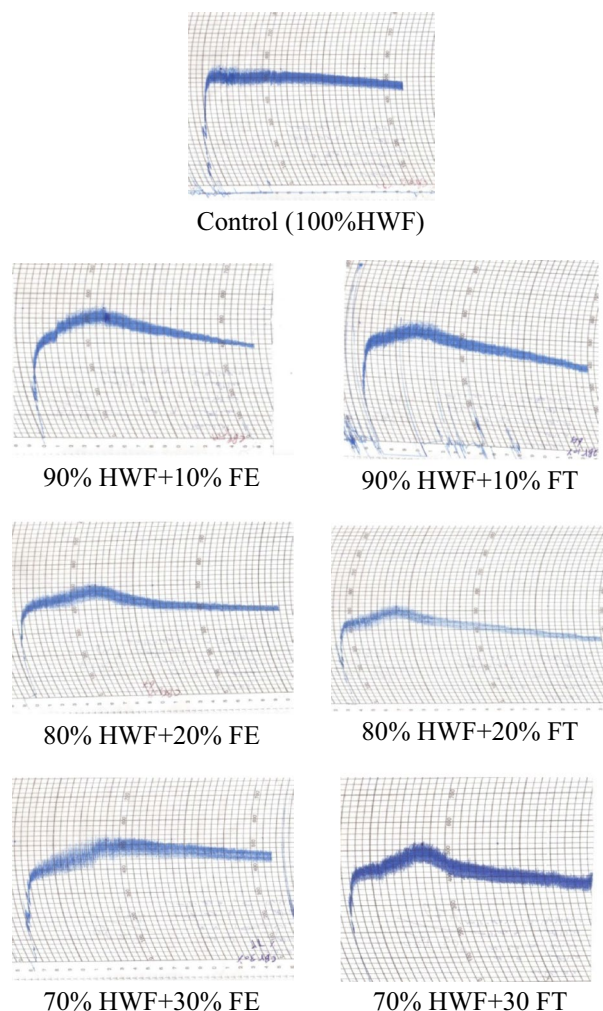 Control (100%HWF)
90% HWF+10% FE
90% HWF+10% FT
80% HWF+20% FE
80% HWF+20% FT
70% HWF+30% FE
70% HWF+30 FT